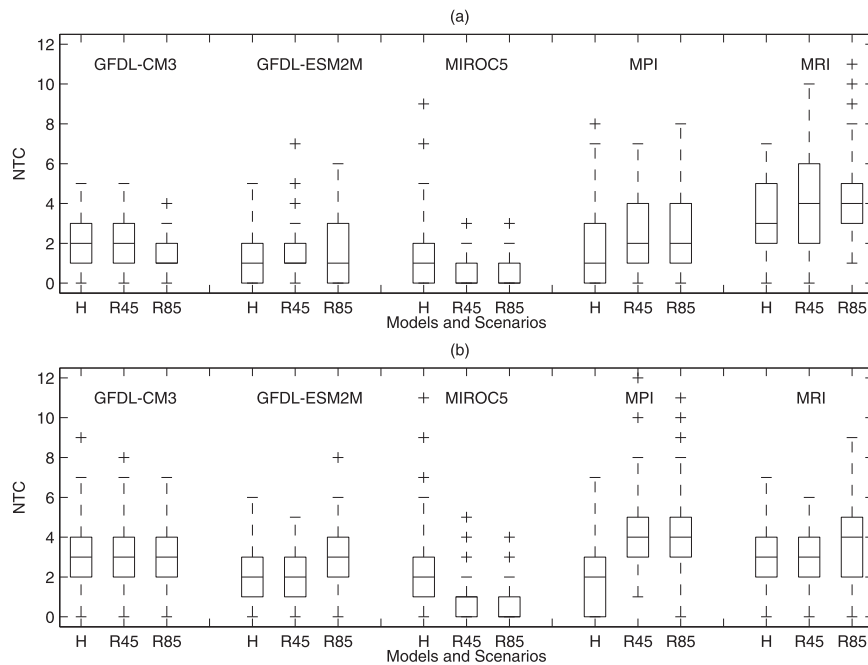 (a)
12
GFDL-CM3 GFDL-ESM2M MIROC5 MPI MRI
10
8
NTC
6
4
2
0
H R45 R85 H R45 R85 H R45 R85 H R45 R85 H R45 R85
Models and Scenarios
(b)
12
GFDL-CM3 GFDL-ESM2M MIROC5 MPI MRI
10
8
NTC
6
4
2
0
H R45 R85 H R45 R85 H R45 R85 H R45 R85 H R45 R85
Models and Scenarios